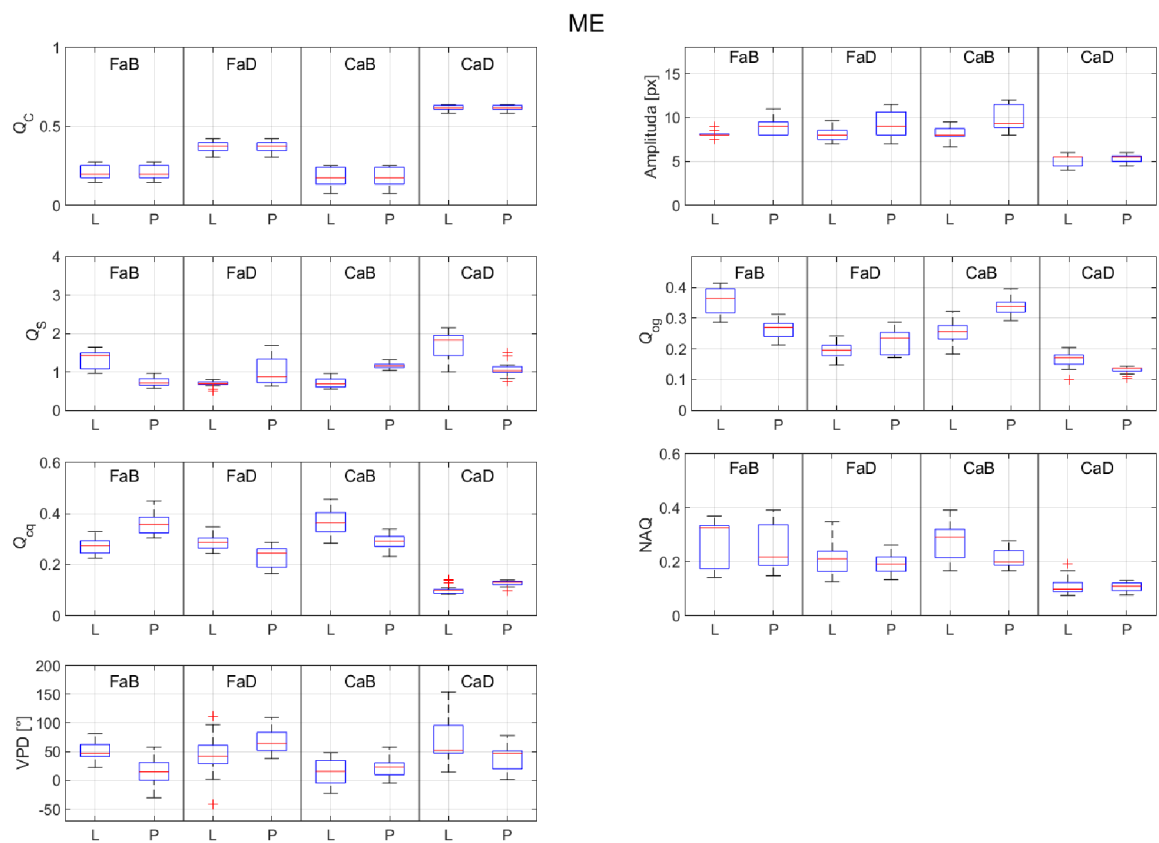 ME
FaB FaD CaB CaD
1
0.5
0
Q_C
L P L P L P L P
FaB FaD CaB CaD
15
10
5
0
Amplituda [px]
L P L P L P L P
FaB FaD CaB CaD
4
3
2
1
0
Q_S
L P L P L P L P
FaB FaD CaB CaD
0.4
0.3
0.2
0.1
0
Q_og
L P L P L P L P
FaB FaD CaB CaD
0.6
0.4
0.2
0
Q_cq
L P L P L P L P
FaB FaD CaB CaD
0.6
0.4
0.2
0
NAQ
L P L P L P L P
FaB FaD CaB CaD
200
150
100
50
0
-50
VPD [°]
L P L P L P L P